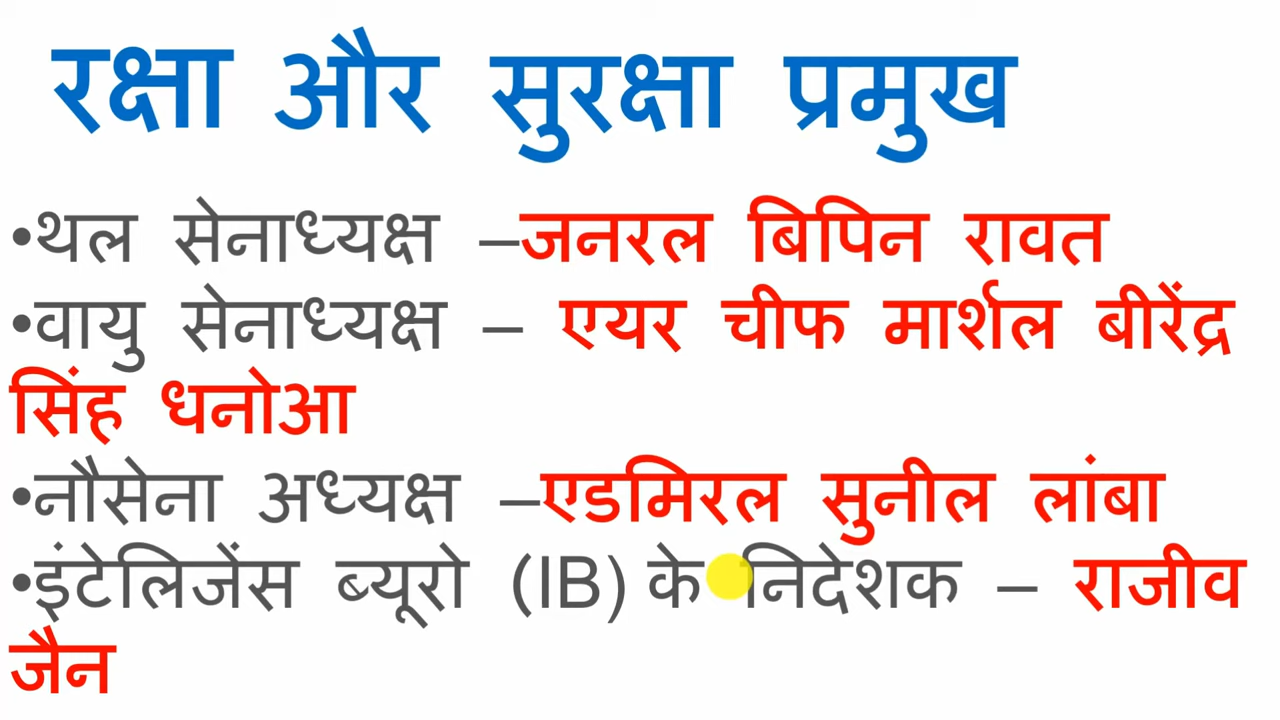 रक्षा और सुरक्षा प्रमुख
•थल सेनाध्यक्ष –जनरल बिपिन रावत
•वायु सेनाध्यक्ष – एयर चीफ मार्शल बीरेंद्र
सिंह धनोआ
•नौसेना अध्यक्ष –एडमिरल सुनील लांबा
•इंटेलिजेंस ब्यूरो (IB) के निदेशक – राजीव
जैन